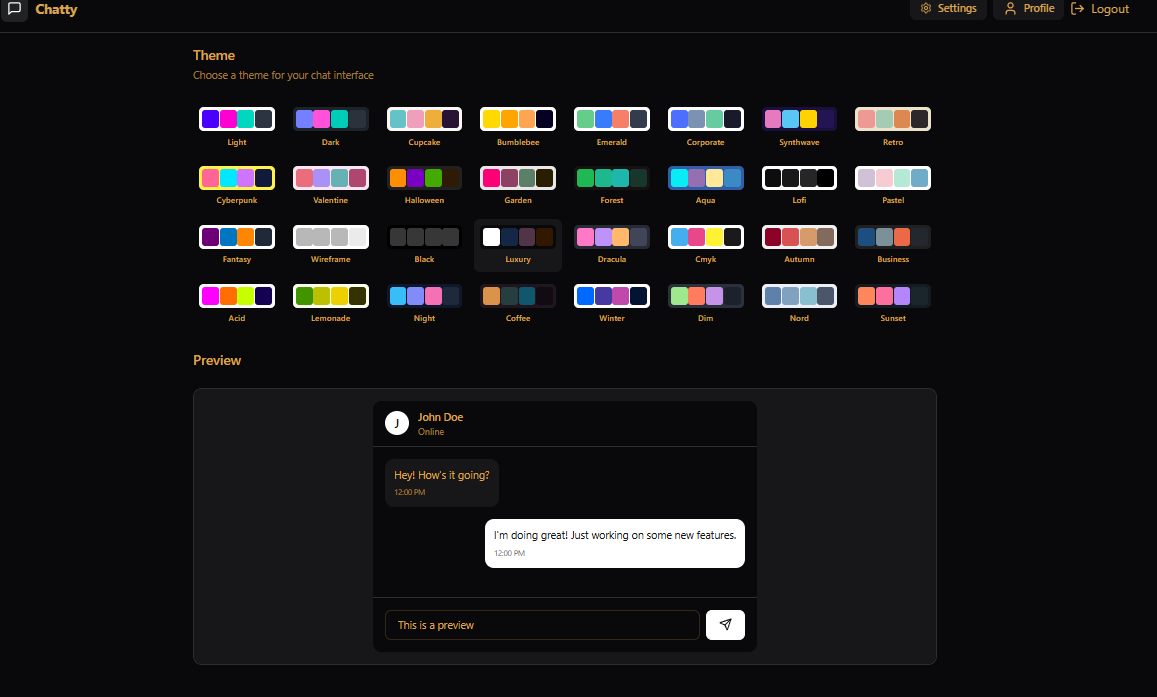 Chatty
Settings Profile Logout
Theme
Choose a theme for your chat interface
Light Dark Cupcake Bumblebee Emerald Corporate Synthwave Retro
Cyberpunk Valentine Halloween Garden Forest Aqua Lofi Pastel
Fantasy Wireframe Black Luxury Dracula Cmyk Autumn Business
Acid Lemonade Night Coffee Winter Dim Nord Sunset
Preview
J
John Doe
Online
Hey! How's it going?
12:00 PM
I'm doing great! Just working on some new features.
12:00 PM
This is a preview